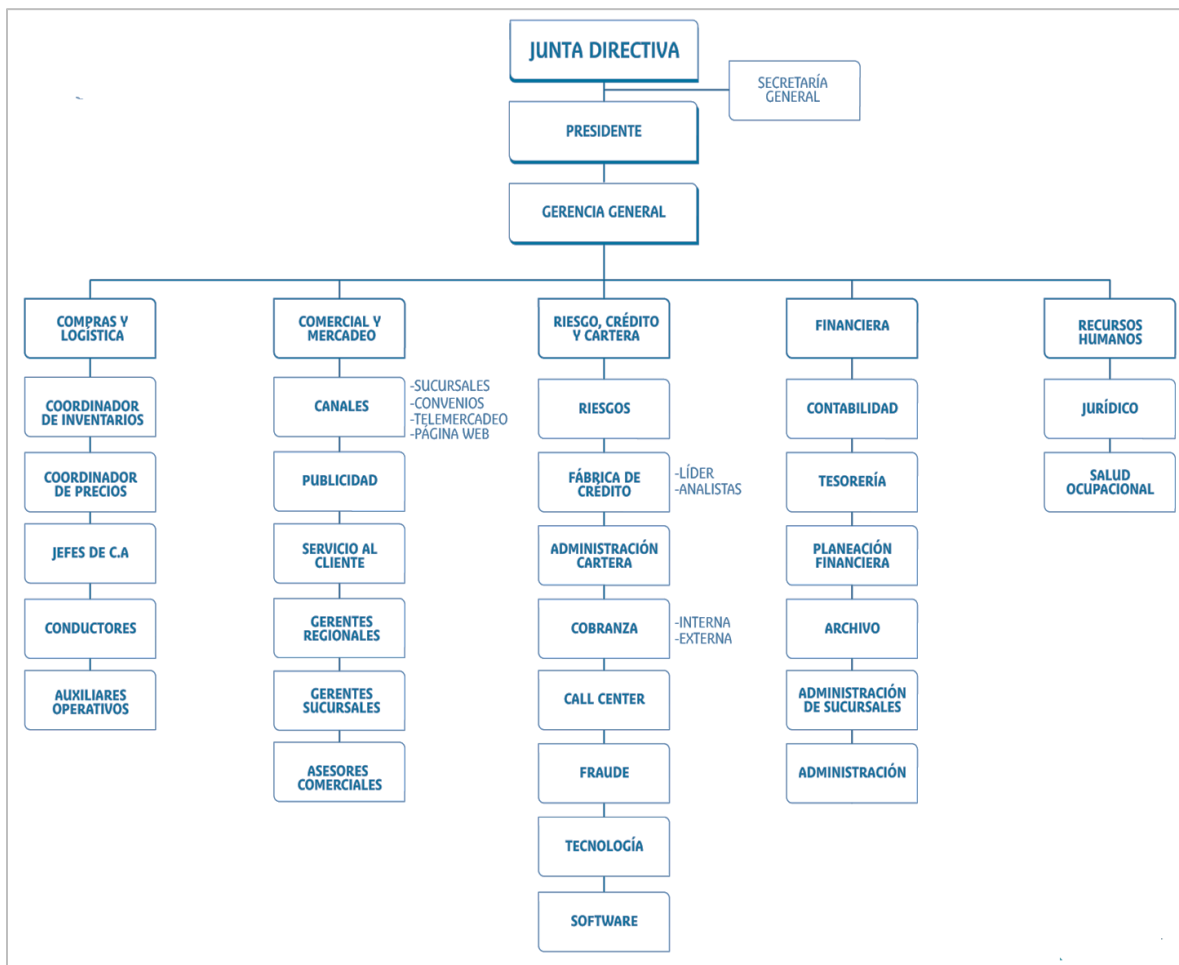 JUNTA DIRECTIVA
SECRETARÍA
GENERAL
PRESIDENTE
GERENCIA GENERAL
COMPRAS Y
LOGÍSTICA
COORDINADOR
DE INVENTARIOS
COORDINADOR
DE PRECIOS
JEFES DE C.A
CONDUCTORES
AUXILIARES
OPERATIVOS
COMERCIAL Y
MERCADEO
CANALES
-SUCURSALES
-CONVENIOS
-TELEMERCADEO
-PÁGINA WEB
PUBLICIDAD
SERVICIO AL
CLIENTE
GERENTES
REGIONALES
GERENTES
SUCURSALES
ASESORES
COMERCIALES
RIESGO, CRÉDITO
Y CARTERA
RIESGOS
FÁBRICA DE
CRÉDITO
-LÍDER
-ANALISTAS
ADMINISTRACIÓN
CARTERA
COBRANZA
-INTERNA
-EXTERNA
CALL CENTER
FRAUDE
TECNOLOGÍA
SOFTWARE
FINANCIERA
CONTABILIDAD
TESORERÍA
PLANEACIÓN
FINANCIERA
ARCHIVO
ADMINISTRACIÓN
DE SUCURSALES
ADMINISTRACIÓN
RECURSOS
HUMANOS
JURÍDICO
SALUD
OCUPACIONAL